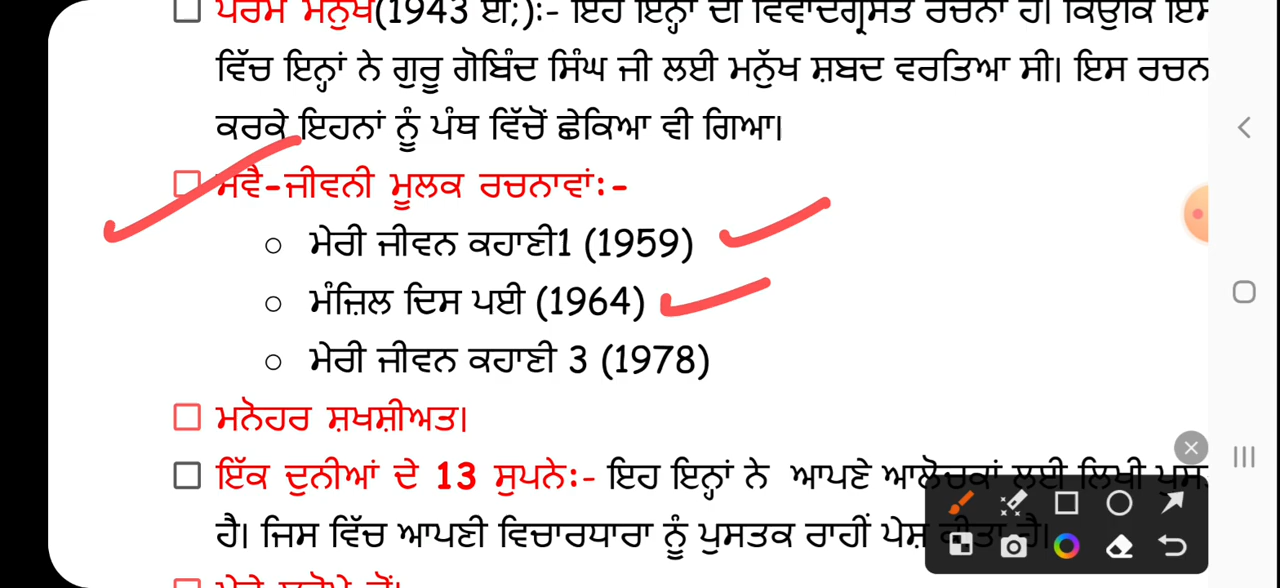 ਪਰਮ ਮਨੁੱਖ(1943 ਈ;):- ਇਹ ਇਨ੍ਹਾਂ ਦੀ ਵਿਵਾਦਗ੍ਰਸਤ ਰਚਨਾ ਹੈ। ਕਿਉਂਕਿ
ਵਿੱਚ ਇਨ੍ਹਾਂ ਨੇ ਗੁਰੂ ਗੋਬਿੰਦ ਸਿੰਘ ਜੀ ਲਈ ਮਨੁੱਖ ਸ਼ਬਦ ਵਰਤਿਆ ਸੀ। ਇਸ ਰਚਨ
ਕਰਕੇ ਇਹਨਾਂ ਨੂੰ ਪੰਥ ਵਿੱਚੋਂ ਛੇਕਿਆ ਵੀ ਗਿਆ।
ਸਵੈ-ਜੀਵਨੀ ਮੂਲਕ ਰਚਨਾਵਾਂ:-
ਮੇਰੀ ਜੀਵਨ ਕਹਾਣੀ1 (1959)
ਮੰਜ਼ਿਲ ਦਿਸ ਪਈ (1964)
ਮੇਰੀ ਜੀਵਨ ਕਹਾਣੀ 3 (1978)
ਮਨੋਹਰ ਸ਼ਖਸ਼ੀਅਤ।
ਇੱਕ ਦੁਨੀਆਂ ਦੇ 13 ਸੁਪਨੇ:- ਇਹ ਇਨ੍ਹਾਂ ਨੇ ਆਪਣੇ ਆਲੋਚਕਾਂ ਲਈ ਲਿਖੀ ਪੁਸ
ਹੈ। ਜਿਸ ਵਿੱਚ ਆਪਣੀ ਵਿਚਾਰਧਾਰਾ ਨੂੰ ਪੁਸਤਕ ਰਾਹੀਂ ਪੇਸ਼ ਕੀਤਾ ਹੈ।